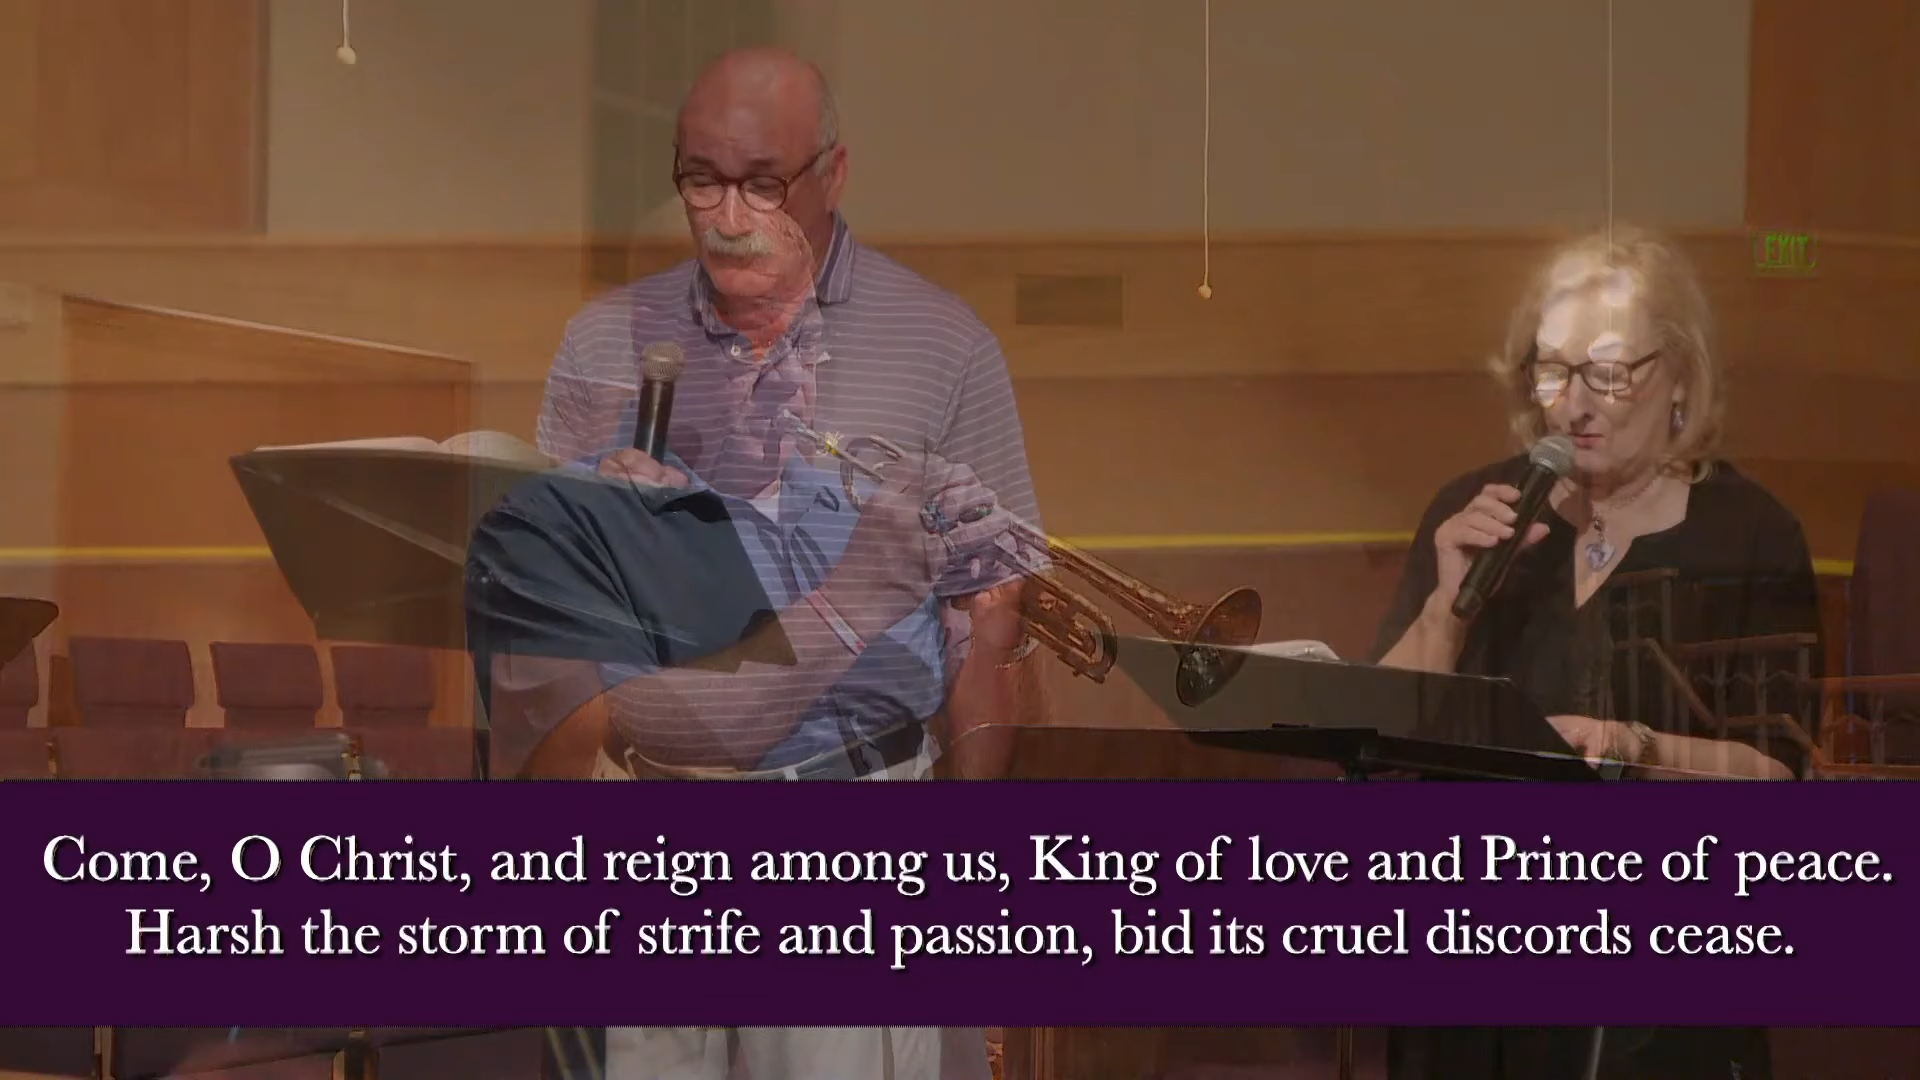 EXIT
Come, O Christ, and reign among us, King of love and Prince of peace.
Harsh the storm of strife and passion, bid its cruel discords cease.